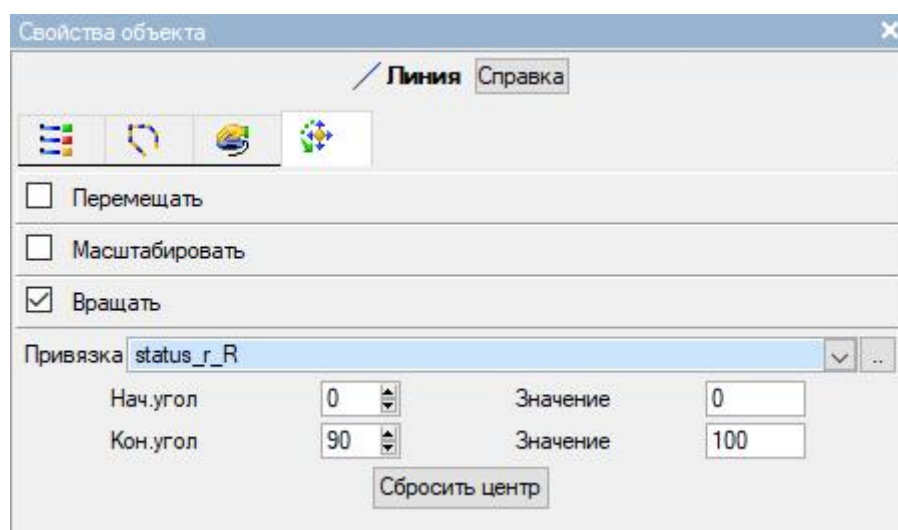 Свойства объекта
Линия Справка
Перемещать
Масштабировать
Вращать
Привязка status_r_R ..
Нач.угол 0 Значение 0
Кон.угол 90 Значение 100
Сбросить центр